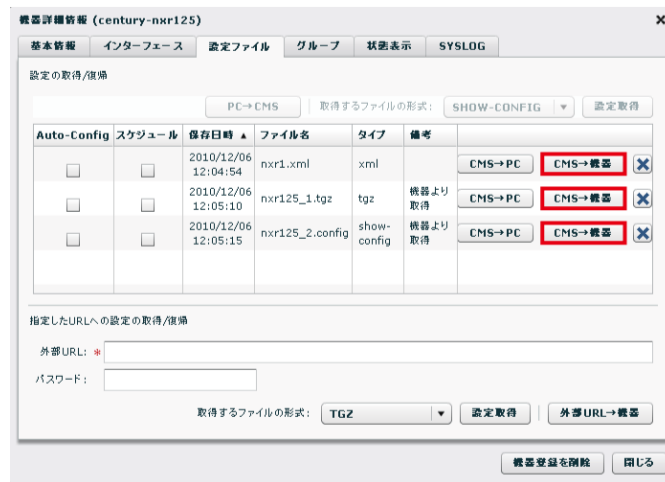 機器詳細情報 (century-nxr125)
基本情報 インターフェース 設定ファイル グループ 状態表示 SYSLOG
設定の取得/復帰
PC→CMS 取得するファイルの形式: SHOW-CONFIG 設定取得
Auto-Config スケジュール 保存日時 ▲ ファイル名 タイプ 備考
2010/12/06 12:04:54 nxr1.xml xml CMS→PC CMS→機器
2010/12/06 12:05:10 nxr125_1.tgz tgz 機器より取得 CMS→PC CMS→機器
2010/12/06 12:05:15 nxr125_2.config show-config 機器より取得 CMS→PC CMS→機器
指定したURLへの設定の取得/復帰
外部URL: *
パスワード:
取得するファイルの形式: TGZ 設定取得 外部URL→機器
機器登録を削除 閉じる